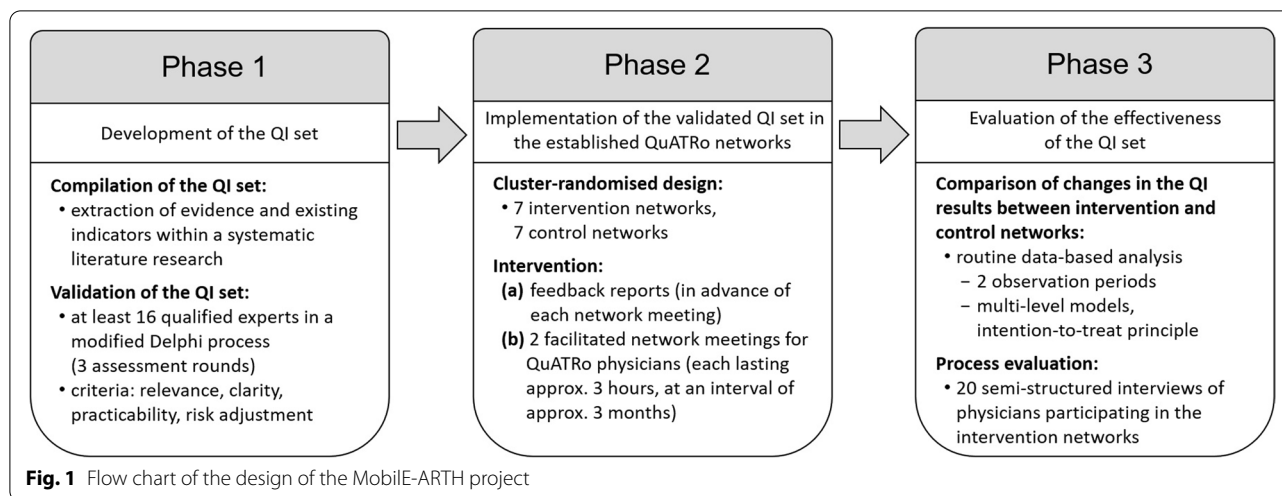 Phase 1
Development of the QI set
Compilation of the QI set:
• extraction of evidence and existing
indicators within a systematic
literature research
Validation of the QI set:
• at least 16 qualified experts in a
modified Delphi process
(3 assessment rounds)
• criteria: relevance, clarity,
practicability, risk adjustment
Phase 2
Implementation of the validated QI set in
the established QuATRo networks
Cluster-randomised design:
• 7 intervention networks,
7 control networks
Intervention:
(a) feedback reports (in advance of
each network meeting)
(b) 2 facilitated network meetings for
QuATRo physicians (each lasting
approx. 3 hours, at an interval of
approx. 3 months)
Phase 3
Evaluation of the effectiveness
of the QI set
Comparison of changes in the QI
results between intervention and
control networks:
• routine data-based analysis
− 2 observation periods
− multi-level models,
intention-to-treat principle
Process evaluation:
• 20 semi-structured interviews of
physicians participating in the
intervention networks
Fig. 1 Flow chart of the design of the MobilE-ARTH project